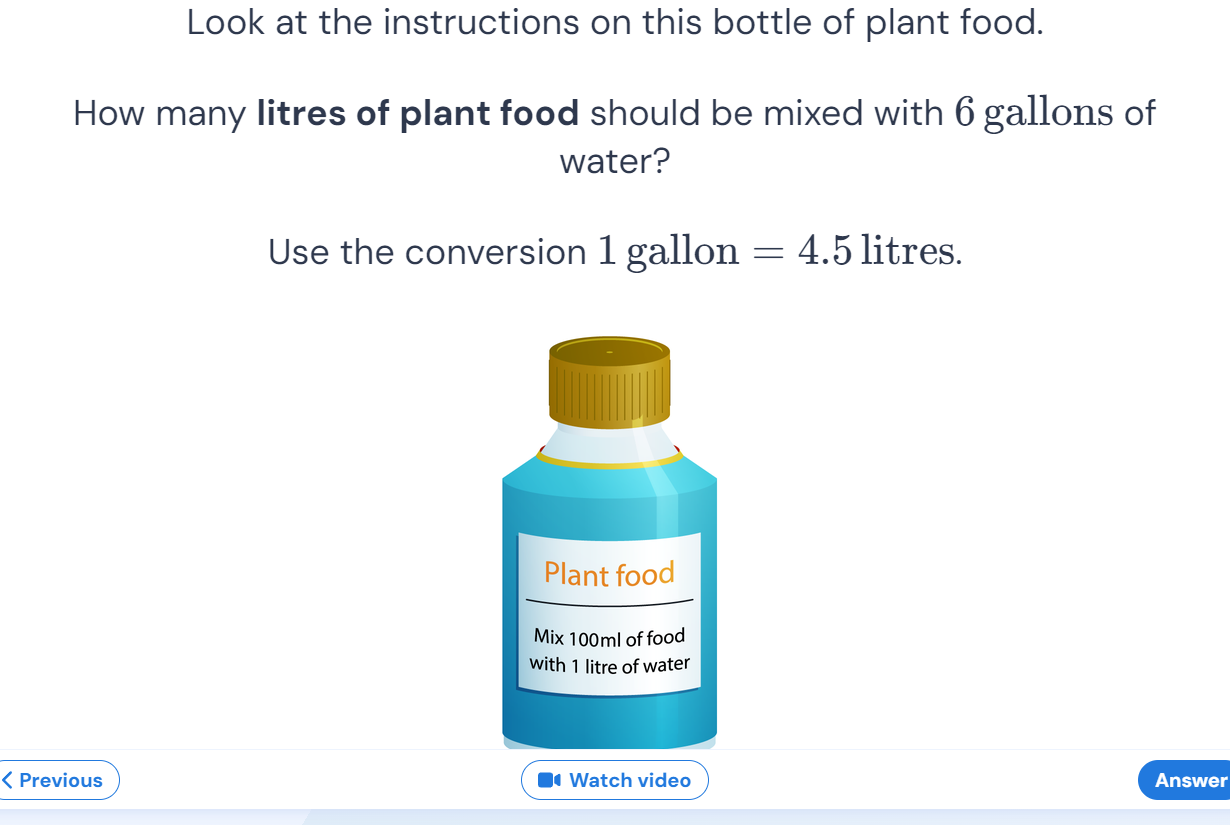 Look at the instructions on this bottle of plant food.
How many litres of plant food should be mixed with 6 gallons of
water?
Use the conversion 1 gallon = 4.5 litres.
Plant food
Mix 100ml of food
with 1 litre of water
Previous
Watch video
Answer